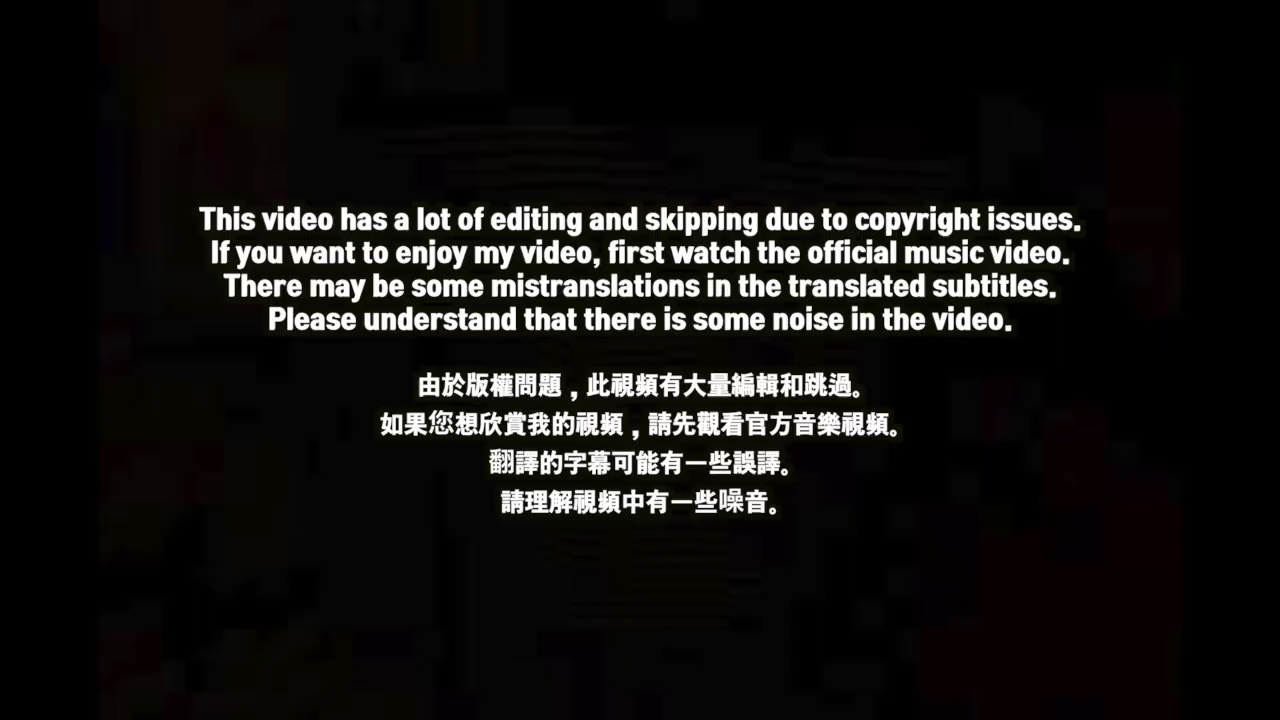 This video has a lot of editing and skipping due to copyright issues.
If you want to enjoy my video, first watch the official music video.
There may be some mistranslations in the translated subtitles.
Please understand that there is some noise in the video.
由於版權問題，此視頻有大量編輯和跳過。
如果您想欣賞我的視頻，請先觀看官方音樂視頻。
翻譯的字幕可能有一些誤譯。
請理解視頻中有一些噪音。